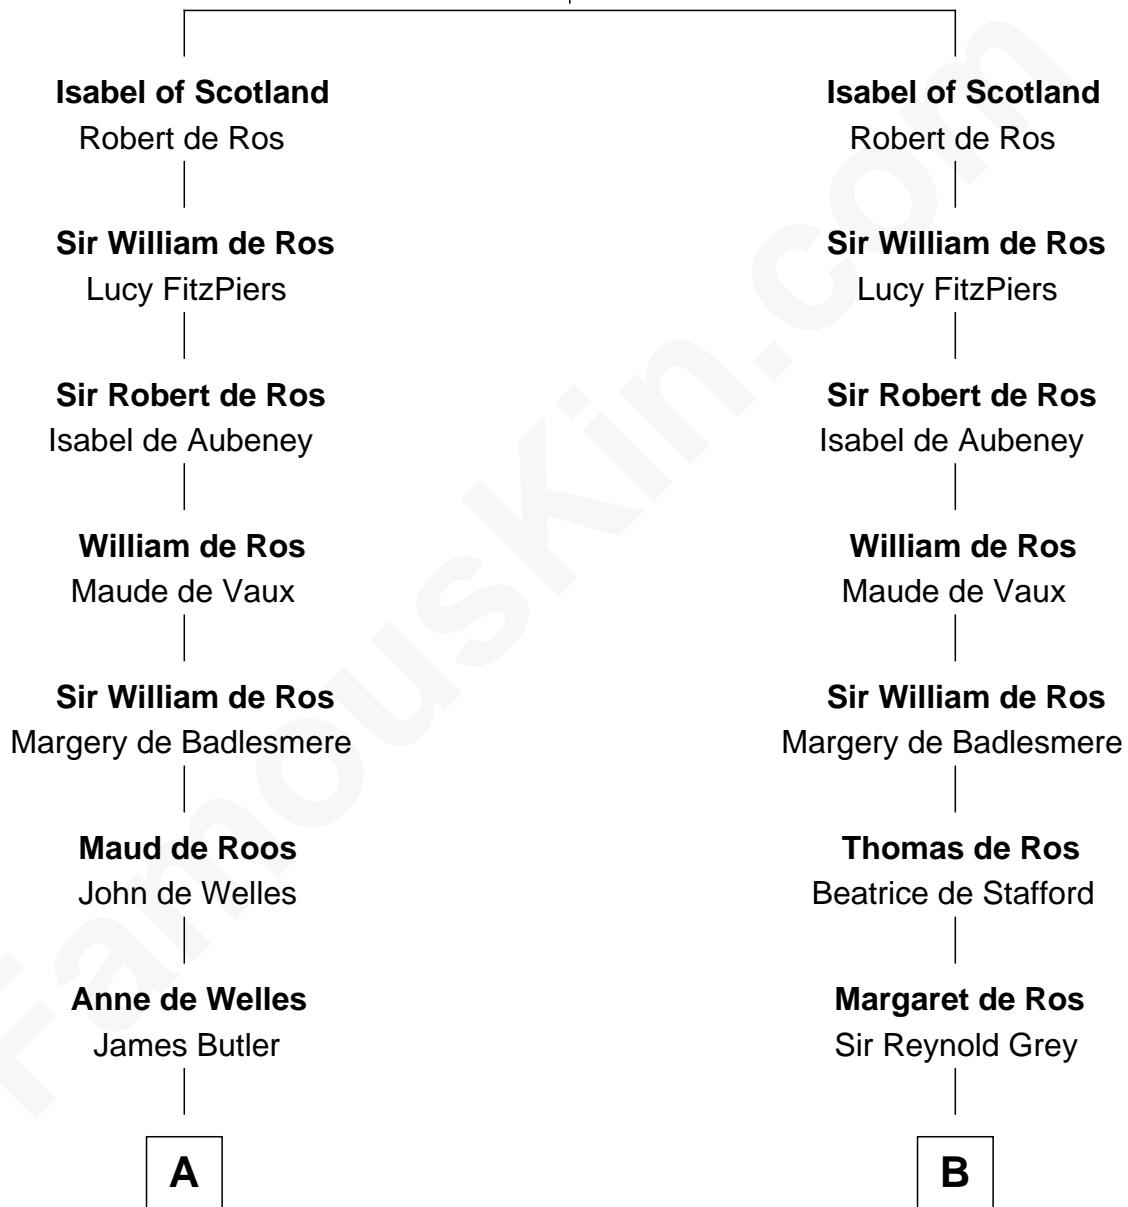 Isabel of Scotland
Robert de Ros
Sir William de Ros
Lucy FitzPiers
Sir Robert de Ros
Isabel de Aubeney
William de Ros
Maude de Vaux
Sir William de Ros
Margery de Badlesmere
Maud de Roos
John de Welles
Anne de Welles
James Butler
A
Isabel of Scotland
Robert de Ros
Sir William de Ros
Lucy FitzPiers
Sir Robert de Ros
Isabel de Aubeney
William de Ros
Maude de Vaux
Sir William de Ros
Margery de Badlesmere
Thomas de Ros
Beatrice de Stafford
Margaret de Ros
Sir Reynold Grey
B
FamousKin.com